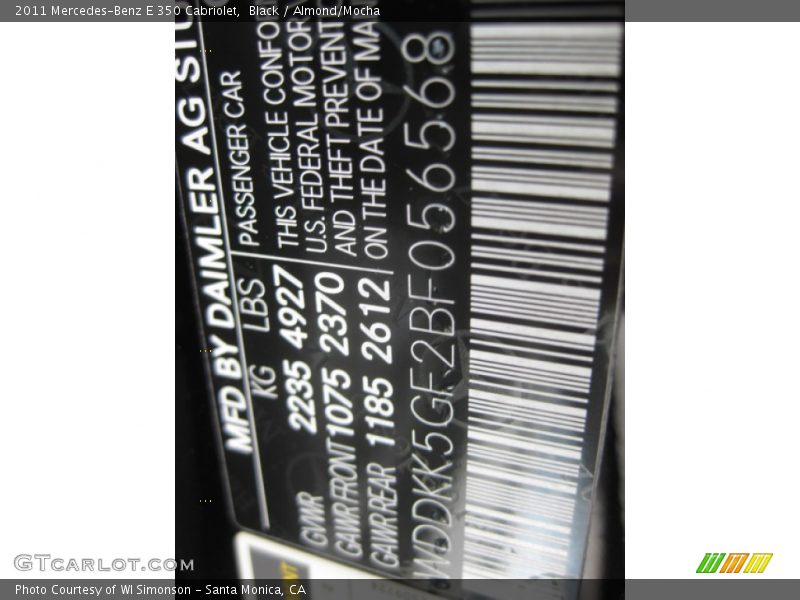 2011 Mercedes-Benz E 350 Cabriolet,  Black / Almond/Mocha
MFD BY DAIMLER AG STU
KG LBS PASSENGER CAR
GVWR 2235 4927 THIS VEHICLE CONFO
GAWR FRONT 1075 2370 U.S. FEDERAL MOTOR
GAWR REAR 1185 2612 AND THEFT PREVENT
ON THE DATE OF MA
WDDKK5GF2BF056568
GTCARLOT.COM
Photo Courtesy of WI Simonson - Santa Monica, CA